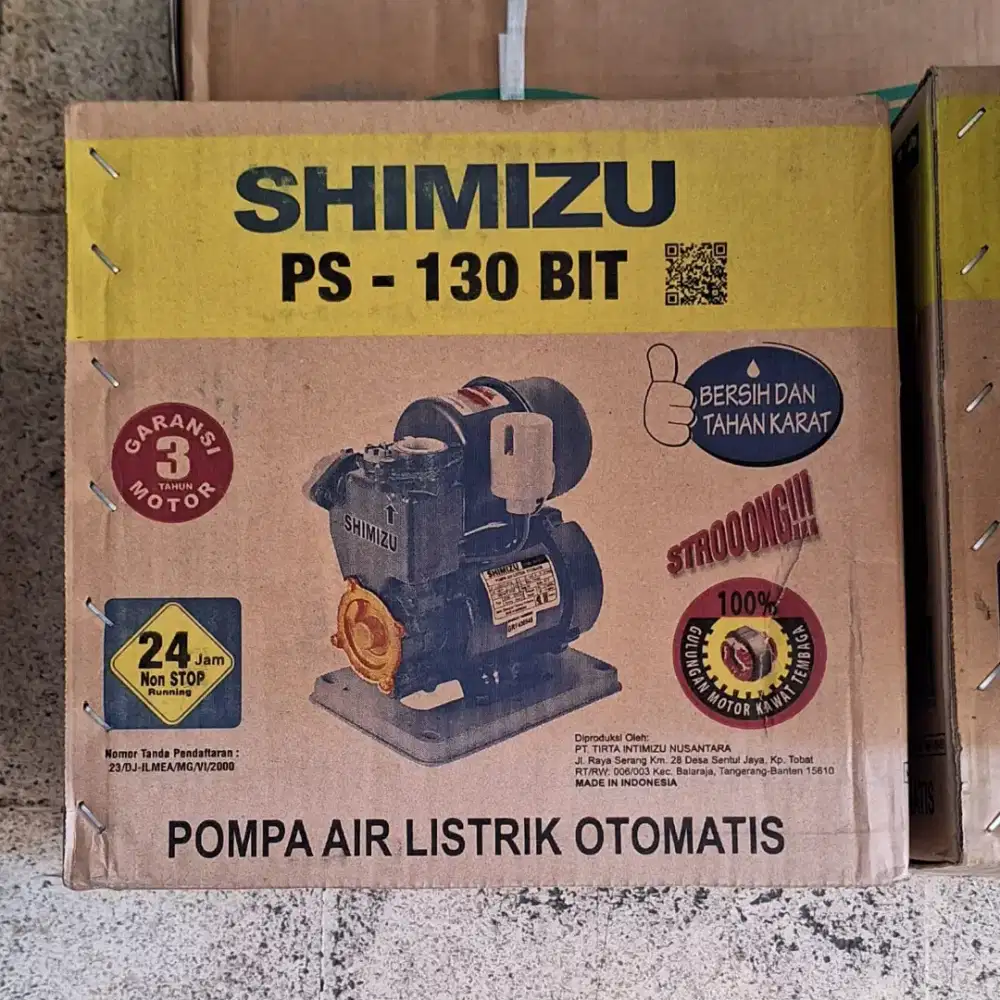 SHIMIZU
PS - 130 BIT
BERSIH DAN
TAHAN KARAT
GARANSI
3
TAHUN
MOTOR
SHIMIZU
SHIMIZU
STROOONG!!!
100%
GULUNGAN MOTOR KAWAT TEMBAGA
24 Jam
Non STOP
Running
Nomor Tanda Pendaftaran :
23/DJ-ILMEA/MG/VI/2000
Diproduksi Oleh:
PT. TIRTA INTIMIZU NUSANTARA
Jl. Raya Serang Km. 28 Desa Sentul Jaya, Kp. Tobat
RT/RW: 006/003 Kec. Balaraja, Tangerang-Banten 15610
MADE IN INDONESIA
POMPA AIR LISTRIK OTOMATIS